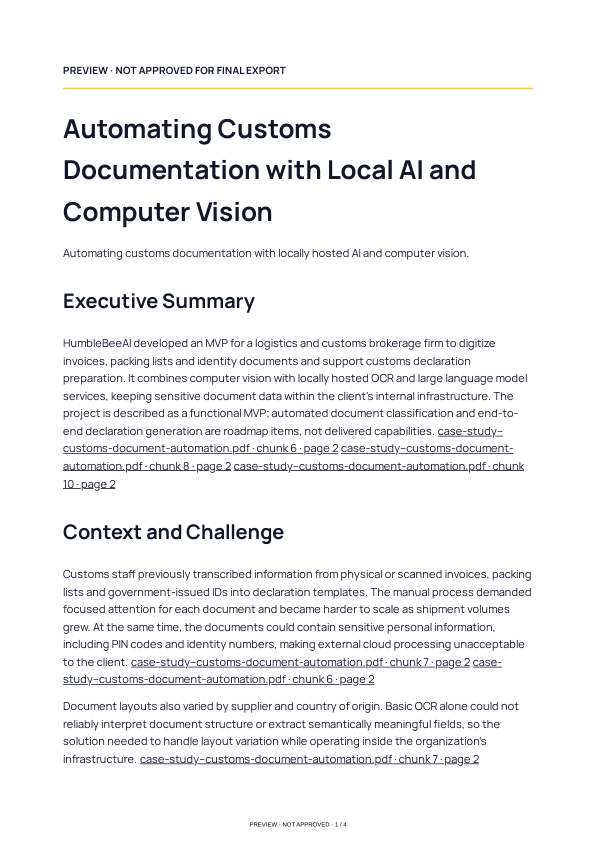 PREVIEW · NOT APPROVED FOR FINAL EXPORT
Automating Customs
Documentation with Local AI and
Computer Vision
Automating customs documentation with locally hosted AI and computer vision.
Executive Summary
HumbleBeeAI developed an MVP for a logistics and customs brokerage firm to digitize
invoices, packing lists and identity documents and support customs declaration
preparation. It combines computer vision with locally hosted OCR and large language model
services, keeping sensitive document data within the client's internal infrastructure. The
project is described as a functional MVP; automated document classification and end-to-
end declaration generation are roadmap items, not delivered capabilities. case-study–
customs-document-automation.pdf · chunk 6 · page 2 case-study–customs-document-
automation.pdf · chunk 8 · page 2 case-study–customs-document-automation.pdf · chunk
10 · page 2
Context and Challenge
Customs staff previously transcribed information from physical or scanned invoices, packing
lists and government-issued IDs into declaration templates. The manual process demanded
focused attention for each document and became harder to scale as shipment volumes
grew. At the same time, the documents could contain sensitive personal information,
including PIN codes and identity numbers, making external cloud processing unacceptable
to the client. case-study–customs-document-automation.pdf · chunk 7 · page 2 case-
study–customs-document-automation.pdf · chunk 6 · page 2
Document layouts also varied by supplier and country of origin. Basic OCR alone could not
reliably interpret document structure or extract semantically meaningful fields, so the
solution needed to handle layout variation while operating inside the organization's
infrastructure. case-study–customs-document-automation.pdf · chunk 7 · page 2
PREVIEW · NOT APPROVED · 1 / 4